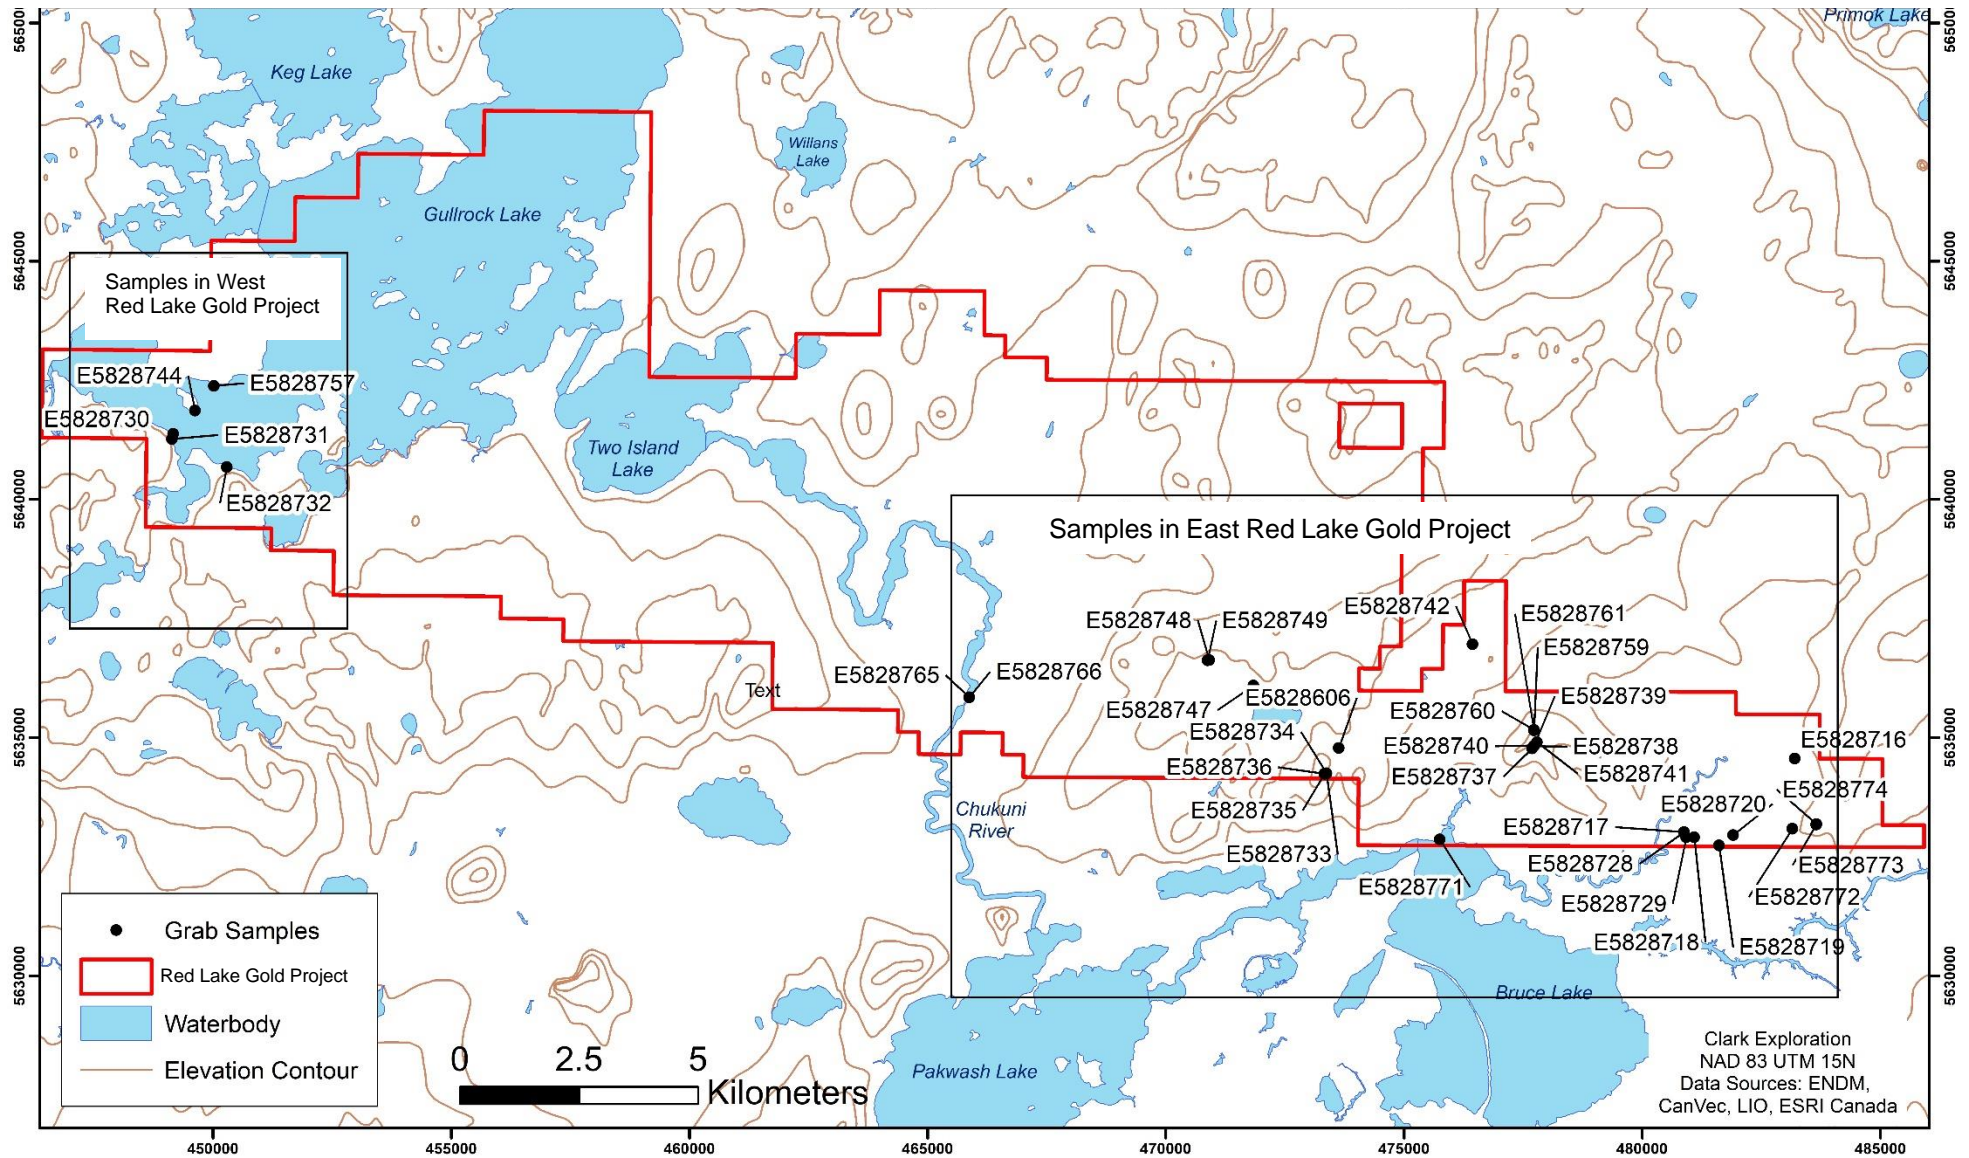 Primok Lake
Keg Lake
Willans
Lake
Gullrock Lake
Samples in West
Red Lake Gold Project
E5828744
E5828757
E5828730
E5828731
E5828732
Two Island
Lake
Samples in East Red Lake Gold Project
E5828742
E5828761
E5828748
E5828749
E5828759
E5828765
E5828766
Text
E5828747
E5828606
E5828760
E5828739
E5828734
E5828740
E5828738
E5828716
E5828736
E5828737
E5828741
E5828774
E5828735
E5828720
Chukuni
River
E5828717
E5828733
E5828728
E5828773
E5828771
E5828729
E5828772
E5828718
E5828719
Bruce Lake
Pakwash Lake
Grab Samples
Red Lake Gold Project
Waterbody
Elevation Contour
0 2.5 5
Kilometers
Clark Exploration
NAD 83 UTM 15N
Data Sources: ENDM,
CanVec, LIO, ESRI Canada
450000 455000 460000 465000 470000 475000 480000 485000
5645000
5640000
5635000
5630000
5645000
5640000
5635000
5630000